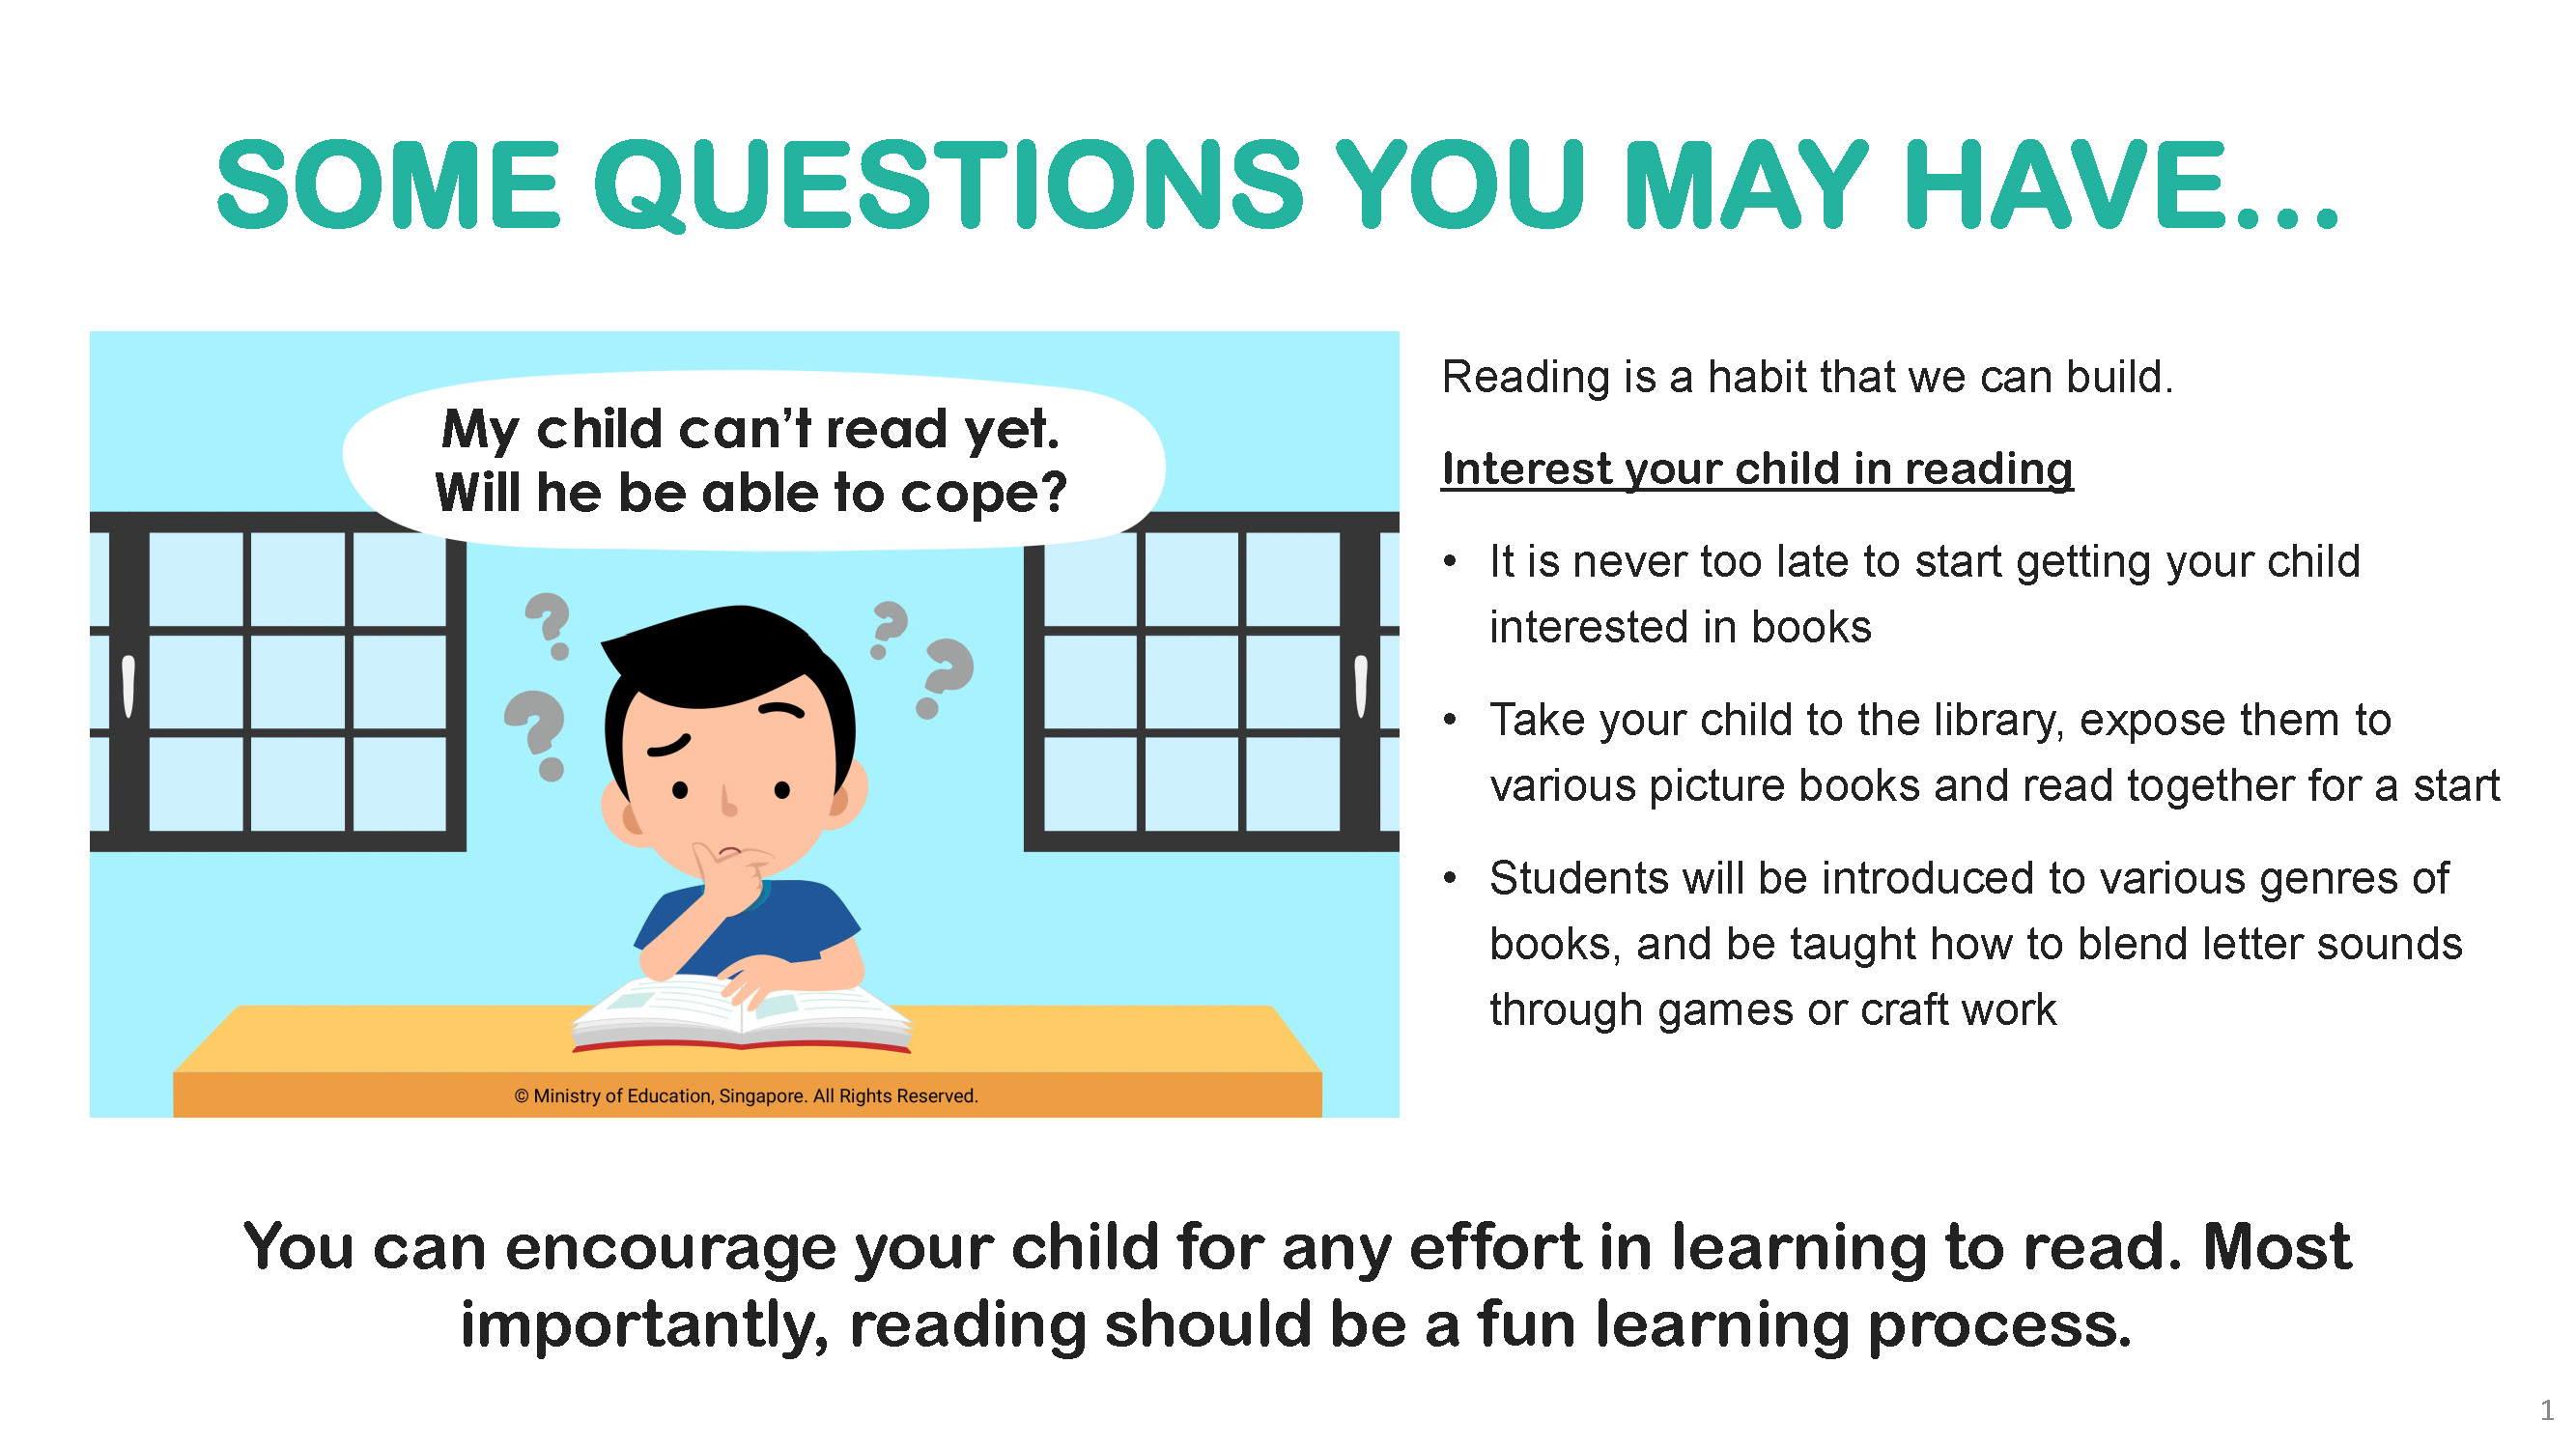 SOME QUESTIONS YOU MAY HAVE...
My child can’t read yet.
Will he be able to cope?
© Ministry of Education, Singapore. All Rights Reserved.
Reading is a habit that we can build.
Interest your child in reading
• It is never too late to start getting your child
interested in books
• Take your child to the library, expose them to
various picture books and read together for a start
• Students will be introduced to various genres of
books, and be taught how to blend letter sounds
through games or craft work
You can encourage your child for any effort in learning to read. Most
importantly, reading should be a fun learning process.
1